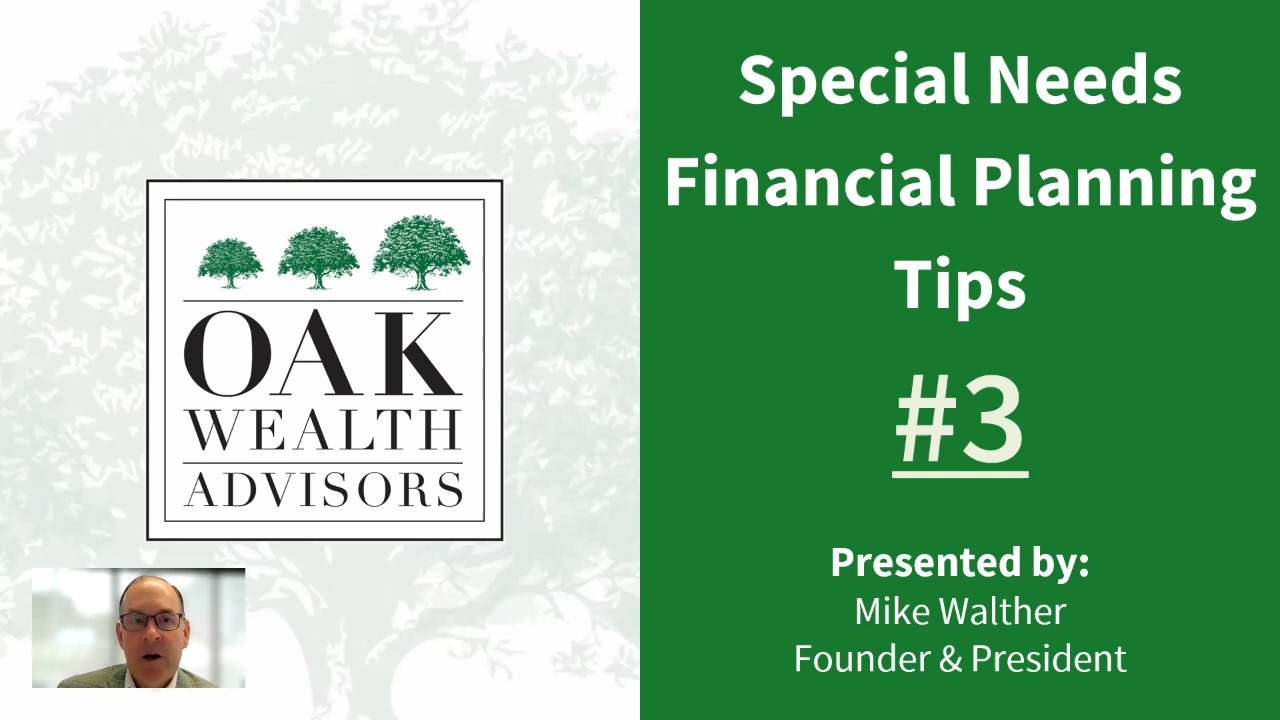 OAK
WEALTH
ADVISORS
Special Needs
Financial Planning
Tips
#3
Presented by:
Mike Walther
Founder & President